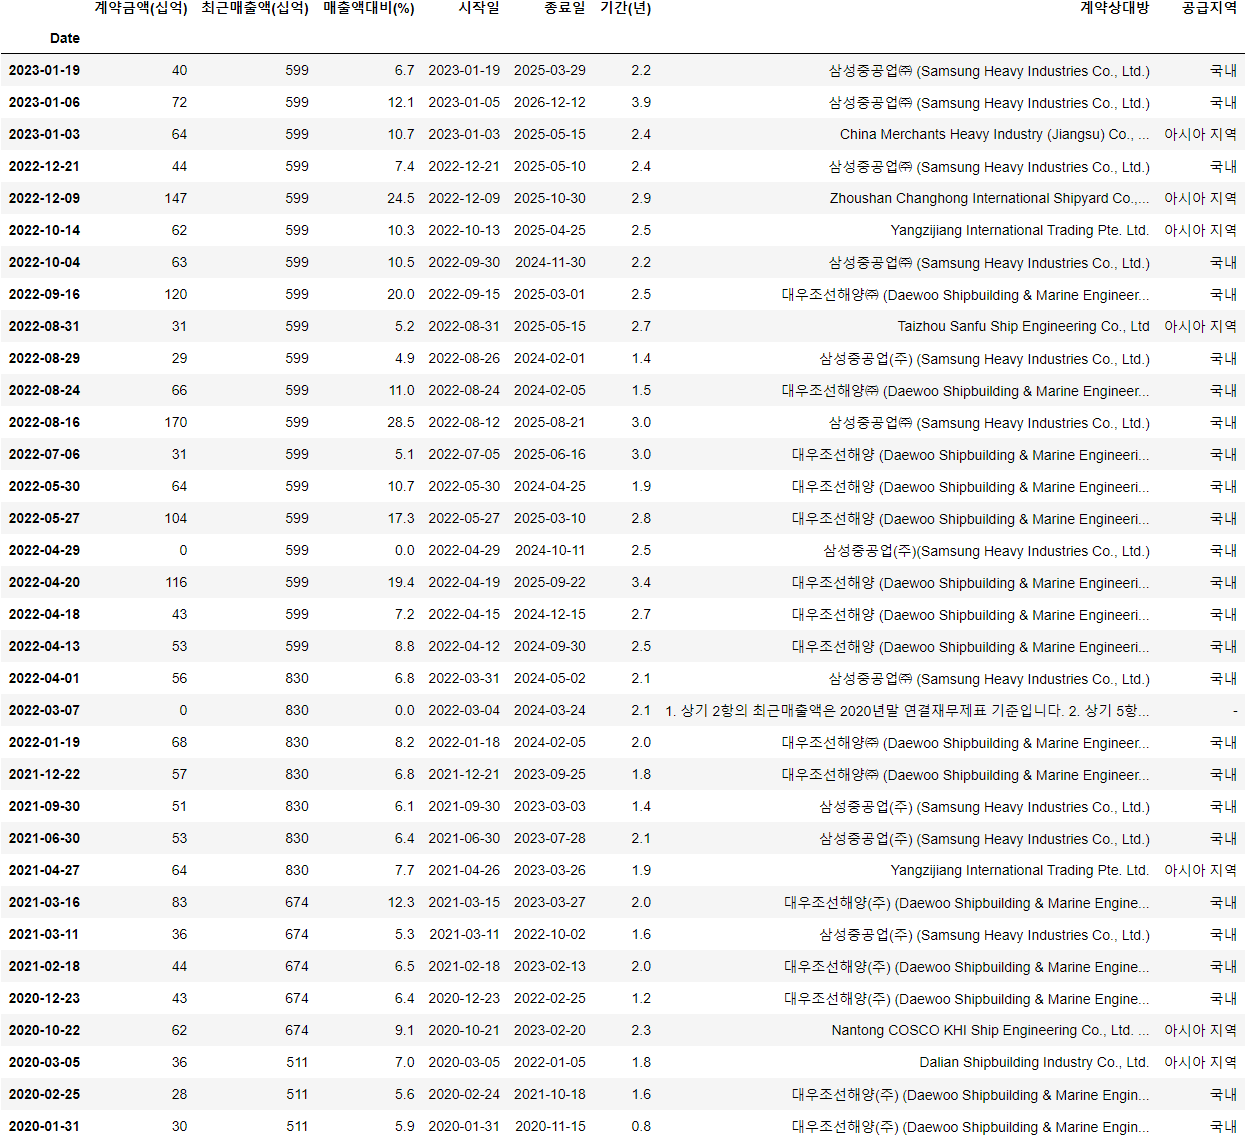 계약금액(십억) 최근매출액(십억) 매출액대비(%) 시작일 종료일 기간(년) 계약상대방 공급지역
Date
2023-01-19 40 599 6.7 2023-01-19 2025-03-29 2.2 삼성중공업㈜ (Samsung Heavy Industries Co., Ltd.) 국내
2023-01-06 72 599 12.1 2023-01-05 2026-12-12 3.9 삼성중공업㈜ (Samsung Heavy Industries Co., Ltd.) 국내
2023-01-03 64 599 10.7 2023-01-03 2025-05-15 2.4 China Merchants Heavy Industry (Jiangsu) Co., ... 아시아 지역
2022-12-21 44 599 7.4 2022-12-21 2025-05-10 2.4 삼성중공업㈜ (Samsung Heavy Industries Co., Ltd.) 국내
2022-12-09 147 599 24.5 2022-12-09 2025-10-30 2.9 Zhoushan Changhong International Shipyard Co.,... 아시아 지역
2022-10-14 62 599 10.3 2022-10-13 2025-04-25 2.5 Yangzijiang International Trading Pte. Ltd. 아시아 지역
2022-10-04 63 599 10.5 2022-09-30 2024-11-30 2.2 삼성중공업㈜ (Samsung Heavy Industries Co., Ltd.) 국내
2022-09-16 120 599 20.0 2022-09-15 2025-03-01 2.5 대우조선해양㈜ (Daewoo Shipbuilding & Marine Engineer... 국내
2022-08-31 31 599 5.2 2022-08-31 2025-05-15 2.7 Taizhou Sanfu Ship Engineering Co., Ltd 아시아 지역
2022-08-29 29 599 4.9 2022-08-26 2024-02-01 1.4 삼성중공업(주) (Samsung Heavy Industries Co., Ltd.) 국내
2022-08-24 66 599 11.0 2022-08-24 2024-02-05 1.5 대우조선해양㈜ (Daewoo Shipbuilding & Marine Engineer... 국내
2022-08-16 170 599 28.5 2022-08-12 2025-08-21 3.0 삼성중공업㈜ (Samsung Heavy Industries Co., Ltd.) 국내
2022-07-06 31 599 5.1 2022-07-05 2025-06-16 3.0 대우조선해양 (Daewoo Shipbuilding & Marine Engineeri... 국내
2022-05-30 64 599 10.7 2022-05-30 2024-04-25 1.9 대우조선해양 (Daewoo Shipbuilding & Marine Engineeri... 국내
2022-05-27 104 599 17.3 2022-05-27 2025-03-10 2.8 대우조선해양 (Daewoo Shipbuilding & Marine Engineeri... 국내
2022-04-29 0 599 0.0 2022-04-29 2024-10-11 2.5 삼성중공업(주)(Samsung Heavy Industries Co., Ltd.) 국내
2022-04-20 116 599 19.4 2022-04-19 2025-09-22 3.4 대우조선해양 (Daewoo Shipbuilding & Marine Engineeri... 국내
2022-04-18 43 599 7.2 2022-04-15 2024-12-15 2.7 대우조선해양 (Daewoo Shipbuilding & Marine Engineeri... 국내
2022-04-13 53 599 8.8 2022-04-12 2024-09-30 2.5 대우조선해양 (Daewoo Shipbuilding & Marine Engineeri... 국내
2022-04-01 56 830 6.8 2022-03-31 2024-05-02 2.1 삼성중공업㈜ (Samsung Heavy Industries Co., Ltd.) 국내
2022-03-07 0 830 0.0 2022-03-04 2024-03-24 2.1 1. 상기 2항의 최근매출액은 2020년말 연결재무제표 기준입니다. 2. 상기 5항... -
2022-01-19 68 830 8.2 2022-01-18 2024-02-05 2.0 대우조선해양㈜ (Daewoo Shipbuilding & Marine Engineer... 국내
2021-12-22 57 830 6.8 2021-12-21 2023-09-25 1.8 대우조선해양㈜ (Daewoo Shipbuilding & Marine Engineer... 국내
2021-09-30 51 830 6.1 2021-09-30 2023-03-03 1.4 삼성중공업(주) (Samsung Heavy Industries Co., Ltd.) 국내
2021-06-30 53 830 6.4 2021-06-30 2023-07-28 2.1 삼성중공업(주) (Samsung Heavy Industries Co., Ltd.) 국내
2021-04-27 64 830 7.7 2021-04-26 2023-03-26 1.9 Yangzijiang International Trading Pte. Ltd. 아시아 지역
2021-03-16 83 674 12.3 2021-03-15 2023-03-27 2.0 대우조선해양(주) (Daewoo Shipbuilding & Marine Engine... 국내
2021-03-11 36 674 5.3 2021-03-11 2022-10-02 1.6 삼성중공업(주) (Samsung Heavy Industries Co., Ltd.) 국내
2021-02-18 44 674 6.5 2021-02-18 2023-02-13 2.0 대우조선해양(주) (Daewoo Shipbuilding & Marine Engine... 국내
2020-12-23 43 674 6.4 2020-12-23 2022-02-25 1.2 대우조선해양(주) (Daewoo Shipbuilding & Marine Engine... 국내
2020-10-22 62 674 9.1 2020-10-21 2023-02-20 2.3 Nantong COSCO KHI Ship Engineering Co., Ltd. ... 아시아 지역
2020-03-05 36 511 7.0 2020-03-05 2022-01-05 1.8 Dalian Shipbuilding Industry Co., Ltd. 아시아 지역
2020-02-25 28 511 5.6 2020-02-24 2021-10-18 1.6 대우조선해양(주) (Daewoo Shipbuilding & Marine Engin... 국내
2020-01-31 30 511 5.9 2020-01-31 2020-11-15 0.8 대우조선해양(주) (Daewoo Shipbuilding & Marine Engin... 국내